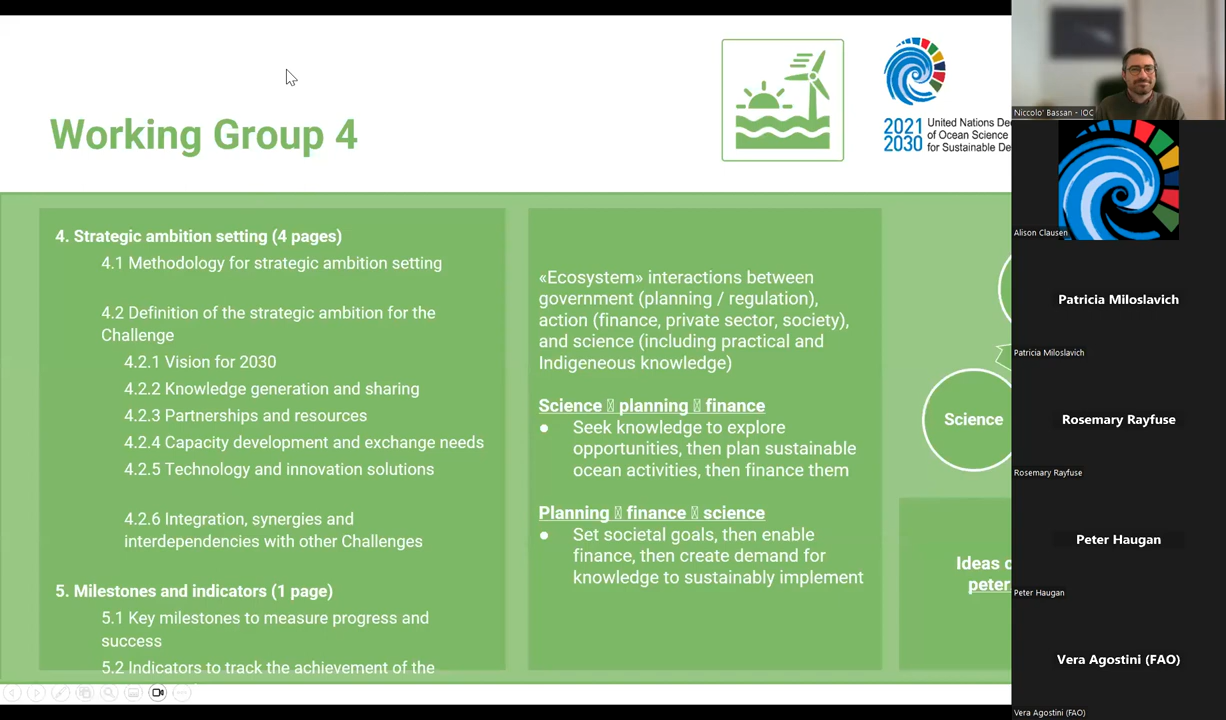 Working Group 4
2021
2030
United Nations De
of Ocean Science
for Sustainable De
4. Strategic ambition setting (4 pages)
4.1 Methodology for strategic ambition setting
4.2 Definition of the strategic ambition for the
Challenge
4.2.1 Vision for 2030
4.2.2 Knowledge generation and sharing
4.2.3 Partnerships and resources
4.2.4 Capacity development and exchange needs
4.2.5 Technology and innovation solutions
4.2.6 Integration, synergies and
interdependencies with other Challenges
5. Milestones and indicators (1 page)
5.1 Key milestones to measure progress and
success
5.2 Indicators to track the achievement of the
«Ecosystem» interactions between
government (planning / regulation),
action (finance, private sector, society),
and science (including practical and
Indigeneous knowledge)
Science planning finance
● Seek knowledge to explore
opportunities, then plan sustainable
ocean activities, then finance them
Planning finance science
● Set societal goals, then enable
finance, then create demand for
knowledge to sustainably implement
Science
Ideas
peter
Niccolo' Bassan - IOC
Alison Clausen
Patricia Miloslavich
Patricia Miloslavich
Rosemary Rayfuse
Rosemary Rayfuse
Peter Haugan
Peter Haugan
Vera Agostini (FAO)
Vera Agostini (FAO)